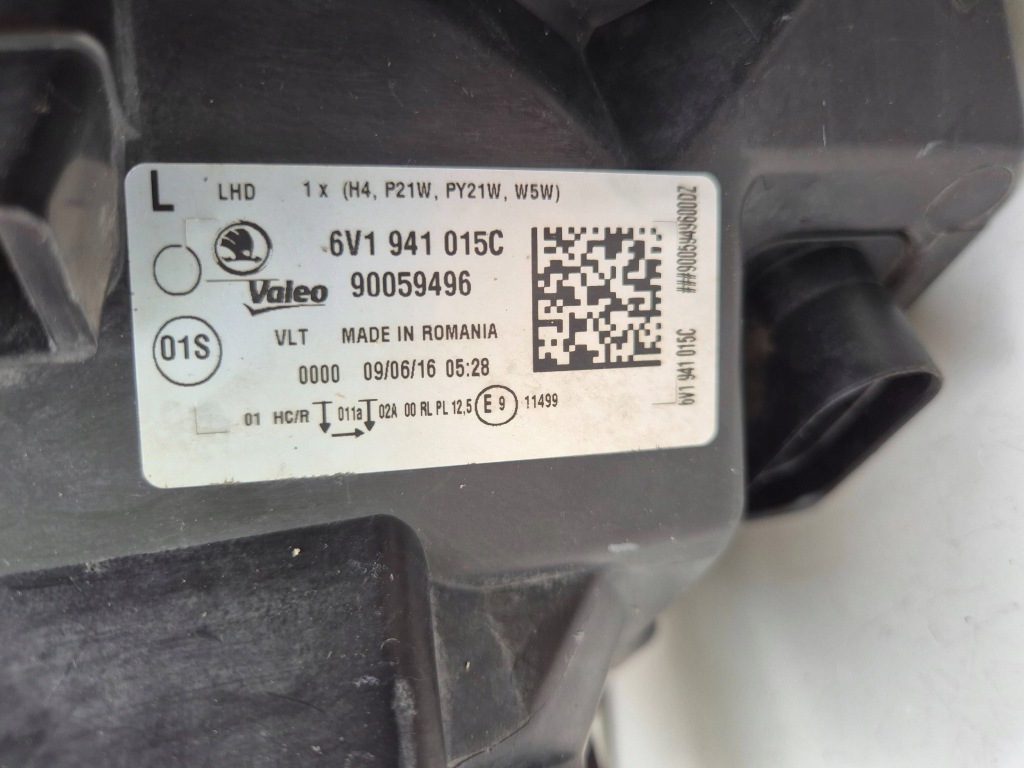 L LHD 1 x (H4, P21W, PY21W, W5W)
6V1 941 015C
Valeo 90059496
01S
VLT MADE IN ROMANIA
0000 09/06/16 05:28
01 HC/R 011a 02A 00 RL PL 12,5 E 9 11499
6V1 941 015C ###90059496000Z